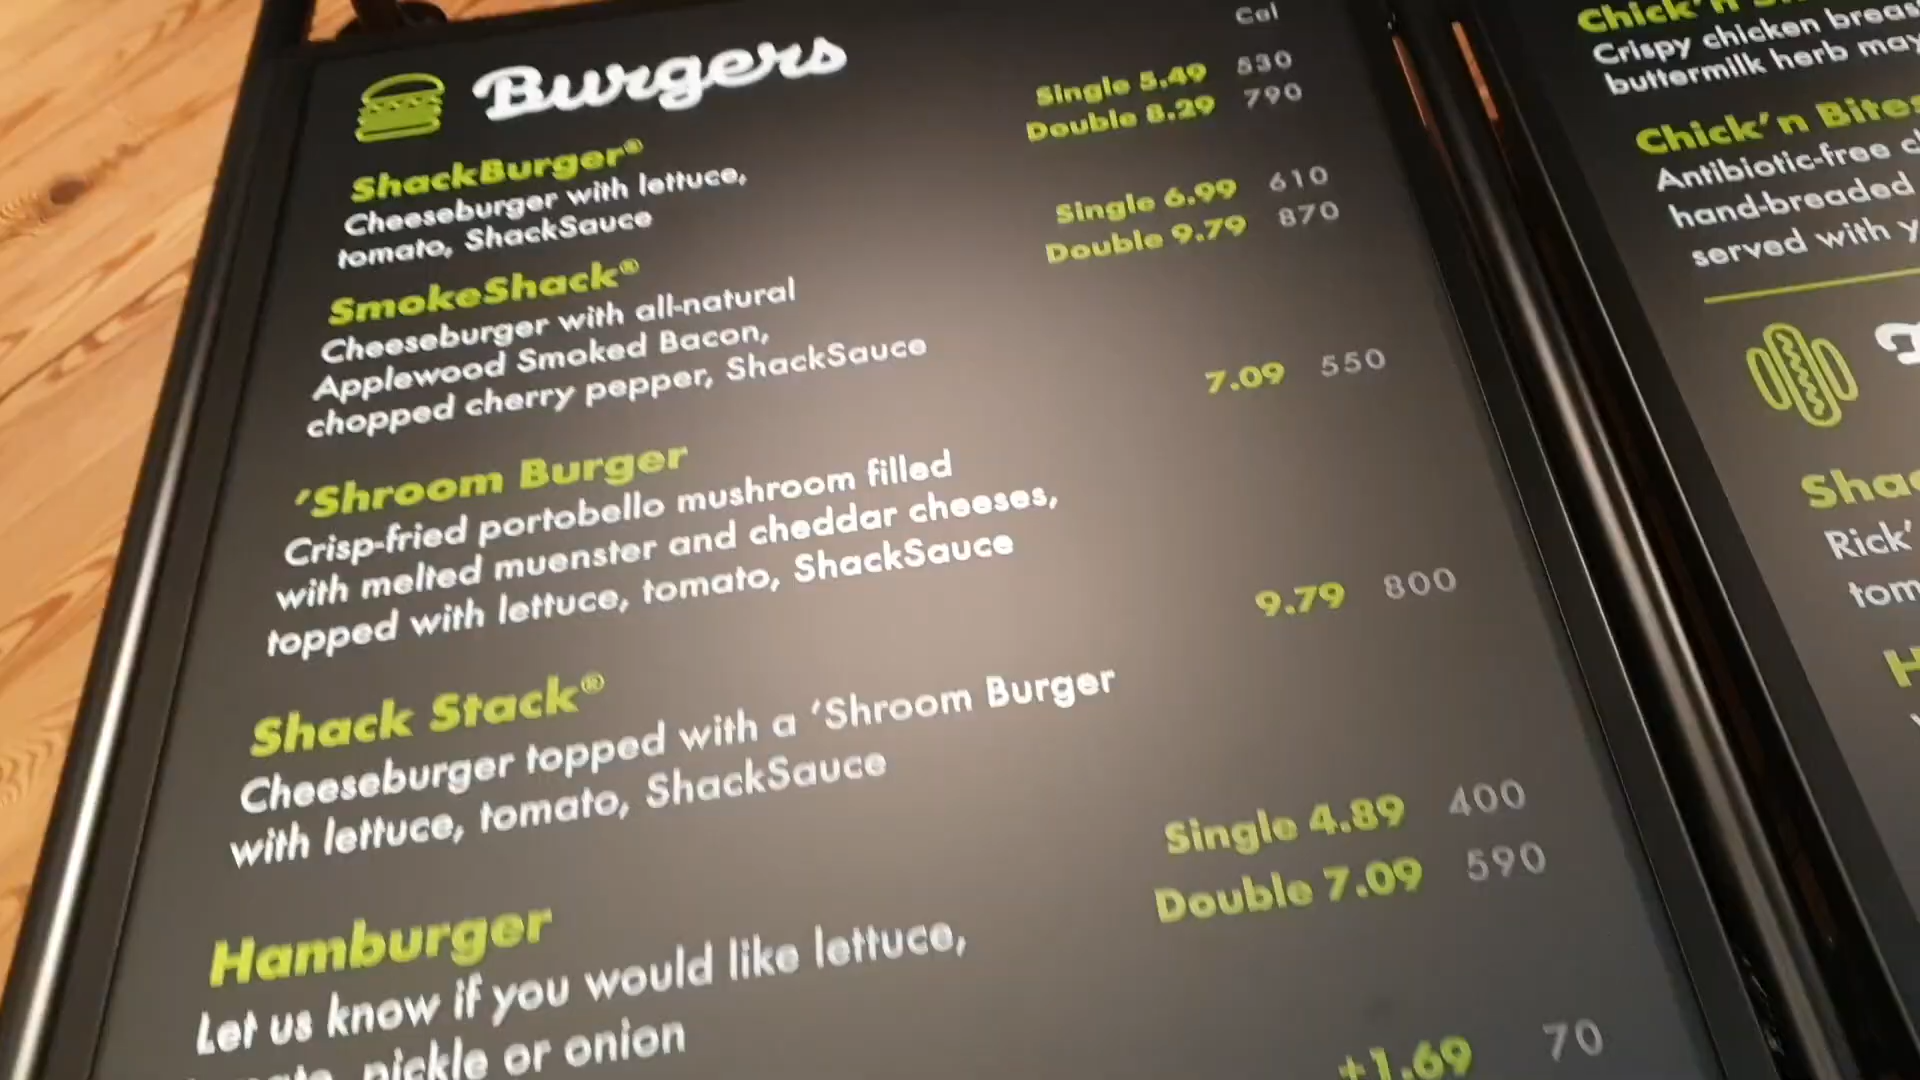 Burgers
Cal
ShackBurger®
Single 5.49 530
Double 8.29 790
Cheeseburger with lettuce,
tomato, ShackSauce
SmokeShack®
Single 6.99 610
Double 9.79 870
Cheeseburger with all-natural
Applewood Smoked Bacon,
chopped cherry pepper, ShackSauce
'Shroom Burger
7.09 550
Crisp-fried portobello mushroom filled
with melted muenster and cheddar cheeses,
topped with lettuce, tomato, ShackSauce
Shack Stack®
9.79 800
Cheeseburger topped with a 'Shroom Burger
with lettuce, tomato, ShackSauce
Hamburger
Single 4.89 400
Double 7.09 590
Let us know if you would like lettuce,
pickle or onion
+1.69 70
Chick'n
Crispy chicken
buttermilk herb
Chick'n Bites
Antibiotic-free
hand-breaded
served with
Rick'